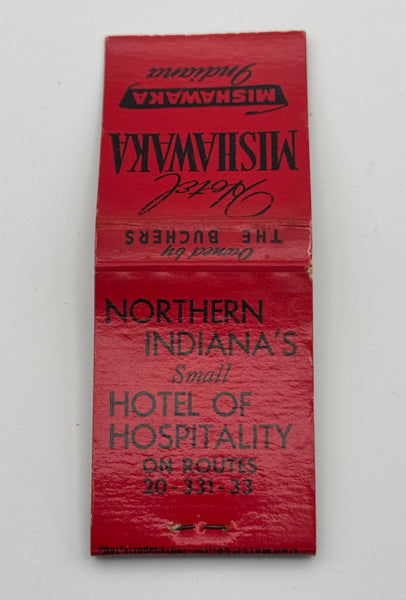 Hotel
MISHAWAKA
MISHAWAKA
Indiana
Owned by
THE BUCHERS
NORTHERN
INDIANA'S
Small
HOTEL OF
HOSPITALITY
ON ROUTES
20-331-33